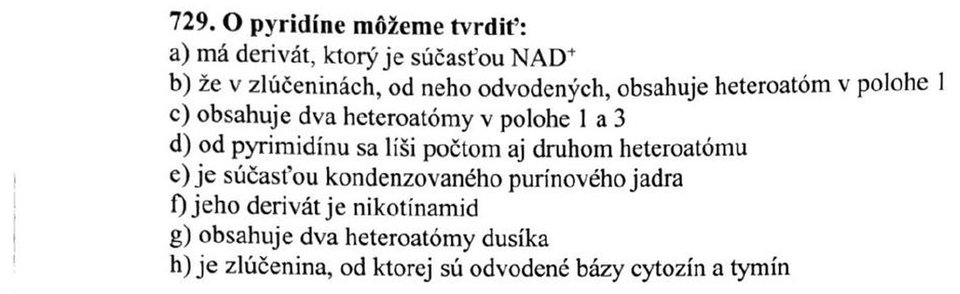 729. O pyridíne môžeme tvrdiť:
a) má derivát, ktorý je súčasťou NAD⁺
b) že v zlúčeninách, od neho odvodených, obsahuje heteroatóm v polohe 1
c) obsahuje dva heteroatómy v polohe 1 a 3
d) od pyrimidínu sa líši počtom aj druhom heteroatómu
e) je súčasťou kondenzovaného purínového jadra
f) jeho derivát je nikotínamid
g) obsahuje dva heteroatómy dusíka
h) je zlúčenina, od ktorej sú odvodené bázy cytozín a tymín